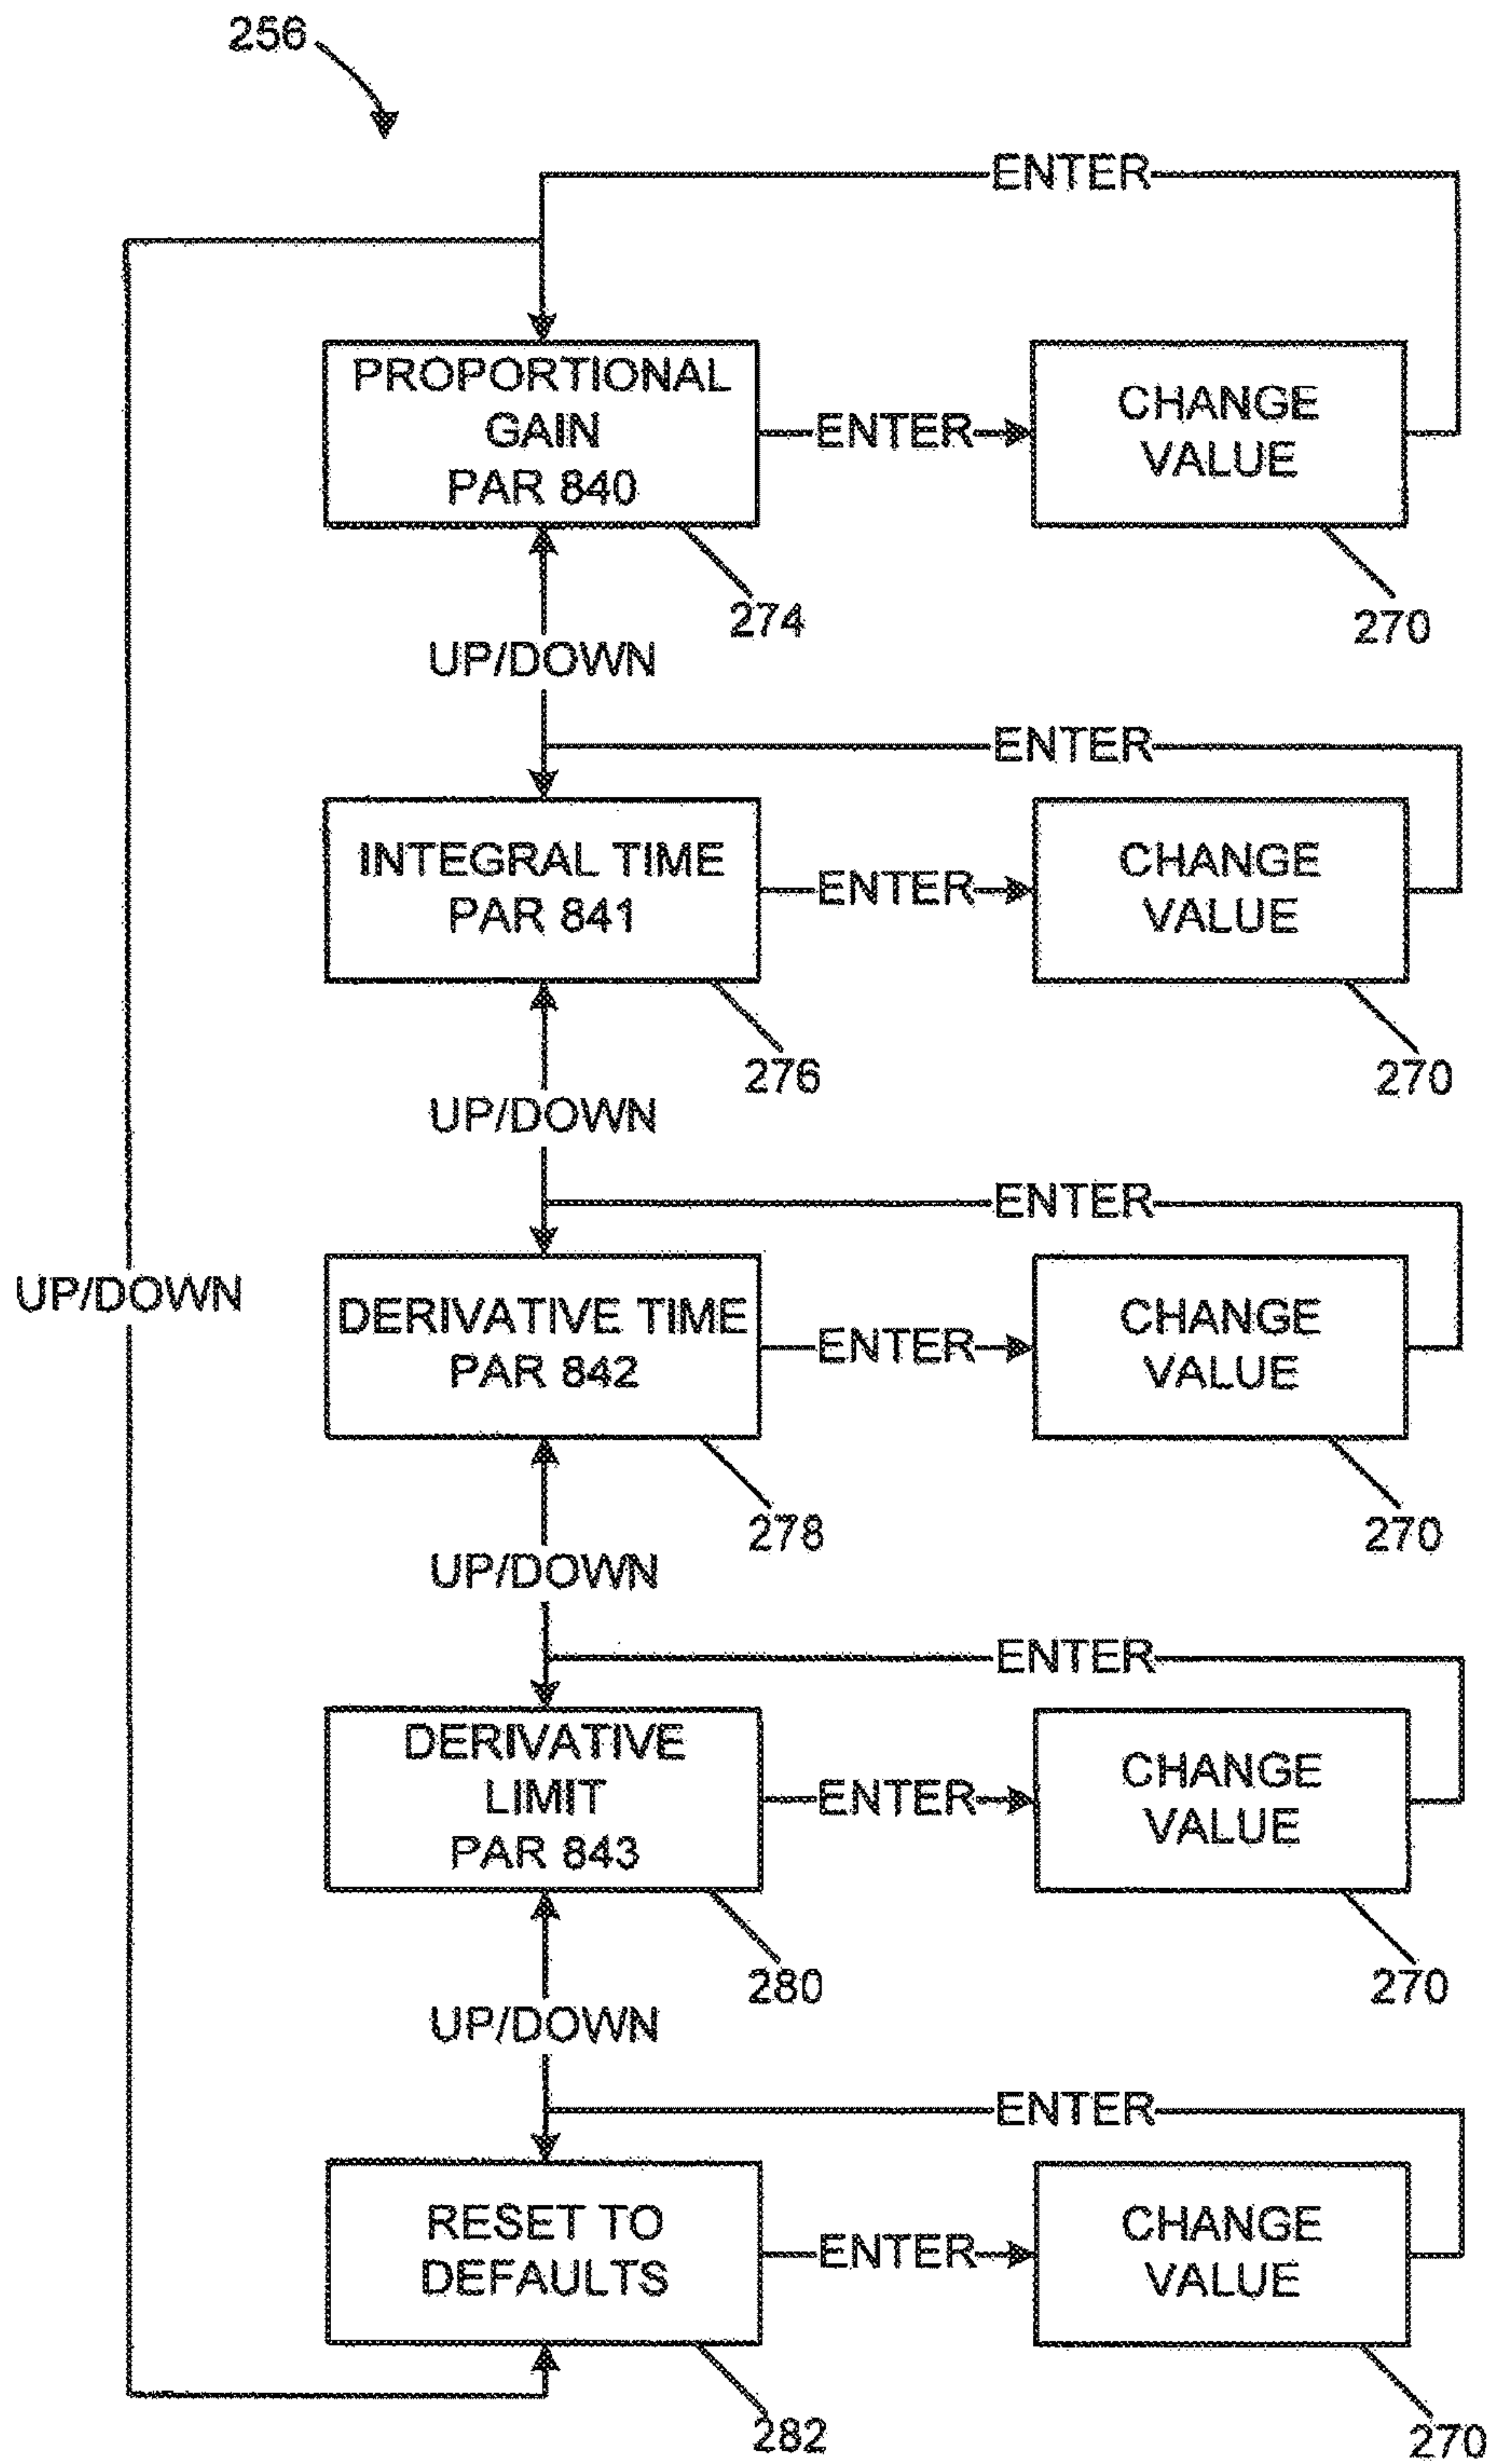 256
ENTER
PROPORTIONAL
GAIN
PAR 840
ENTER
CHANGE
VALUE
274
270
UP/DOWN
ENTER
INTEGRAL TIME
PAR 841
ENTER
CHANGE
VALUE
276
270
UP/DOWN
ENTER
UP/DOWN
DERIVATIVE TIME
PAR 842
ENTER
CHANGE
VALUE
278
270
UP/DOWN
ENTER
DERIVATIVE
LIMIT
PAR 843
ENTER
CHANGE
VALUE
280
270
UP/DOWN
ENTER
RESET TO
DEFAULTS
ENTER
CHANGE
VALUE
282
270